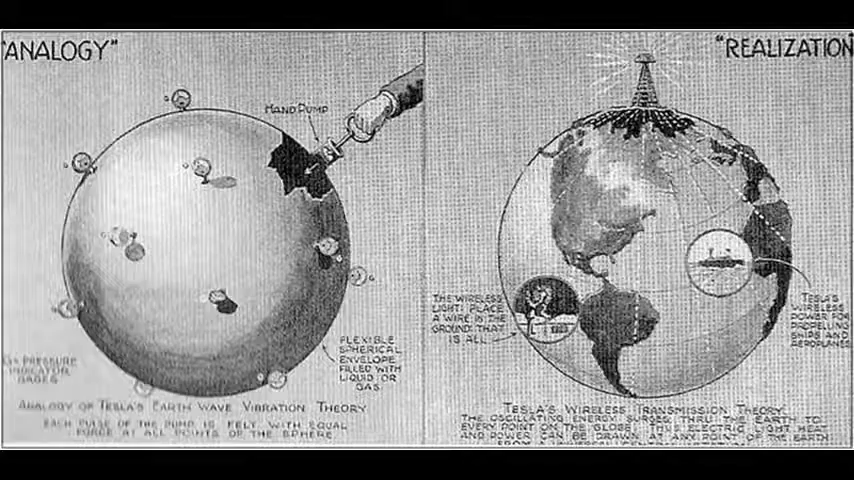 "ANALOGY"
HAND PUMP
FLEXIBLE
SPHERICAL
ENVELOPE
FILLED WITH
LIQUID OR
GAS.
PRESSURE
INDICATOR
GAGES
ANALOGY OF TESLA'S EARTH WAVE VIBRATION THEORY
EACH PULSE OF THE PUMP IS FELT WITH EQUAL
FORCE AT ALL POINTS OF THE SPHERE
"REALIZATION
THE WIRELESS
LIGHT! PLACE
A WIRE IN THE
GROUND THAT
IS ALL
TESLA'S
WIRELESS
POWER FOR
PROPELLING
SHIPS AND
AEROPLANES
TESLA'S WIRELESS TRANSMISSION THEORY.
THE OSCILLATING ENERGY SURGES THRU THE EARTH TO
EVERY POINT ON THE GLOBE. THUS ELECTRIC LIGHT HEAT
AND POWER CAN BE DRAWN AT ANY POINT OF THE EARTH
FROM A